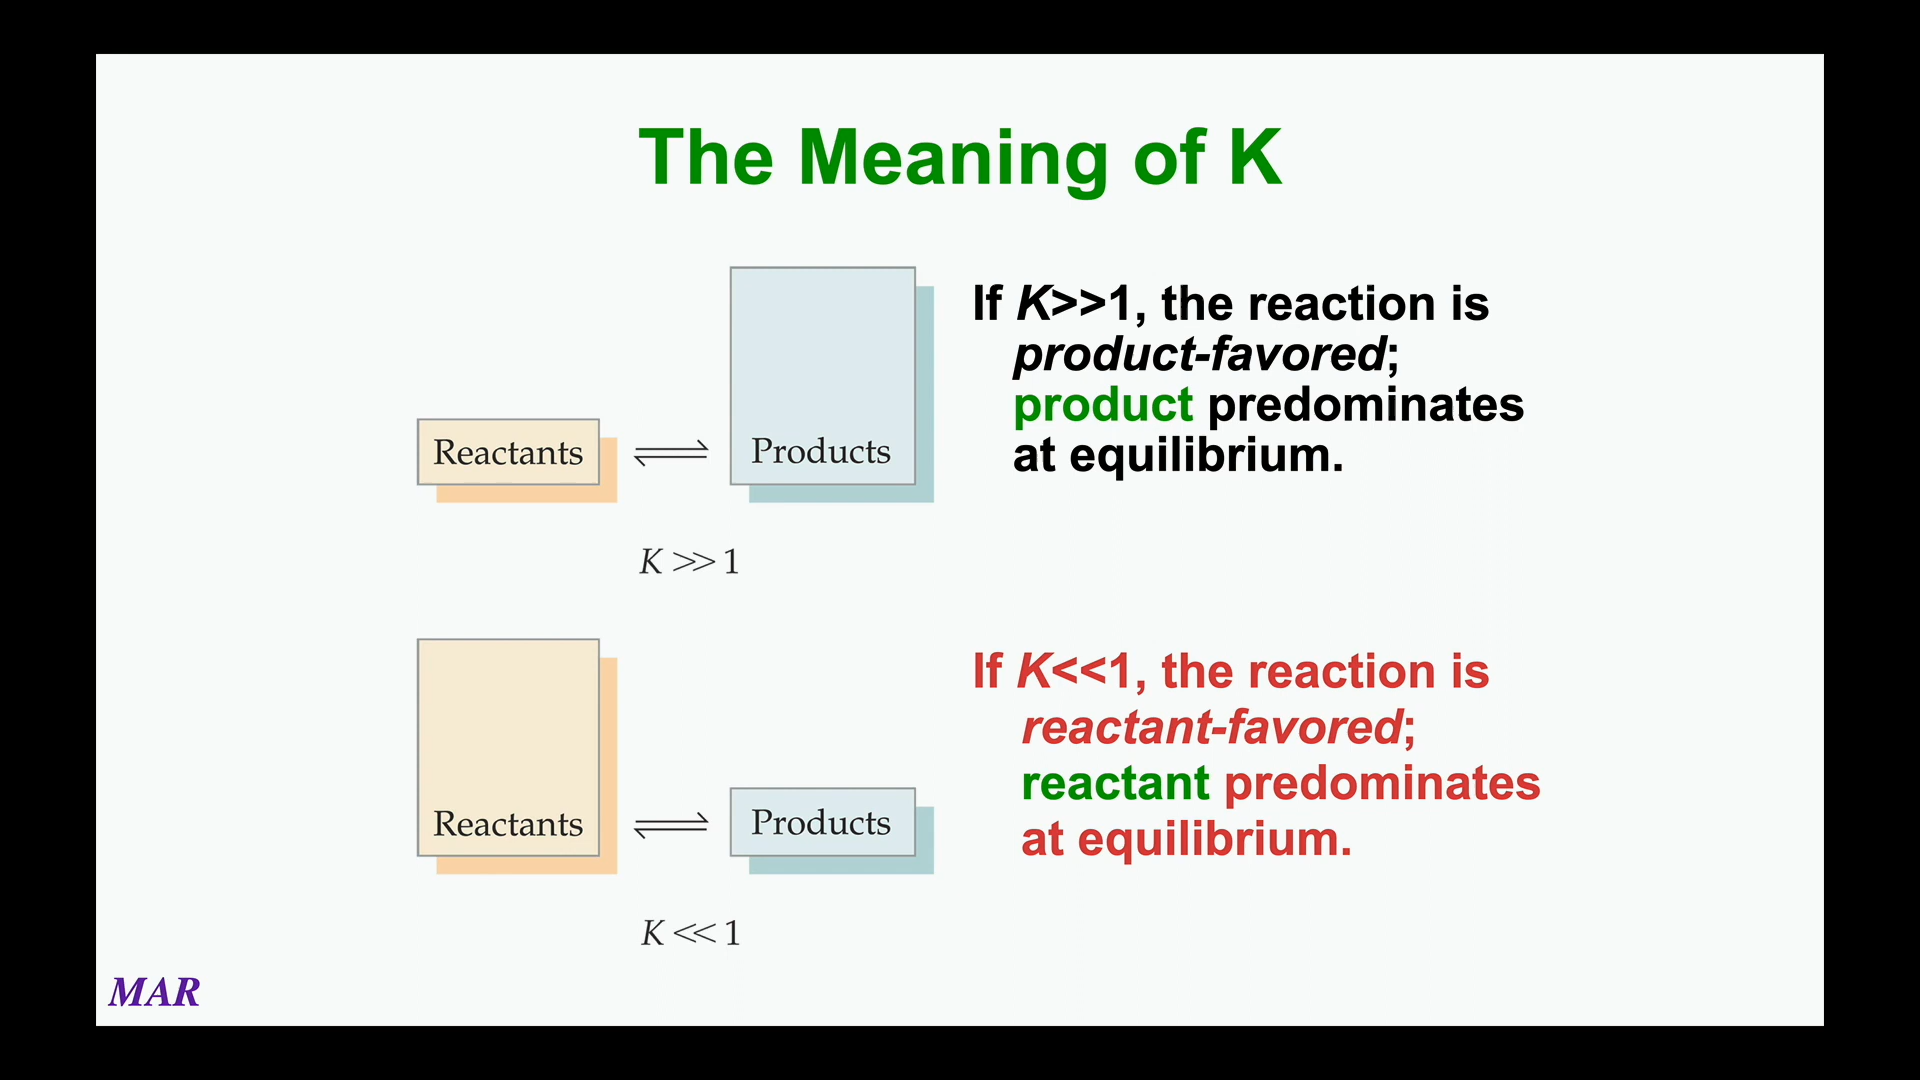 The Meaning of K
Reactants
Products
K >> 1
If K>>1, the reaction is
product-favored;
product predominates
at equilibrium.
Reactants
Products
K << 1
If K<<1, the reaction is
reactant-favored;
reactant predominates
at equilibrium.
MAR